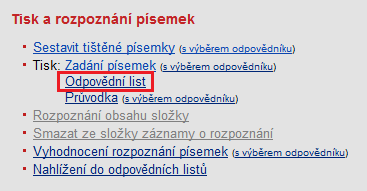 Tisk a rozpoznání písemek
Sestavit tištěné písemky (s výběrem odpovědníku)
Tisk: Zadání písemek (s výběrem odpovědníku)
Odpovědní list
Průvodka (s výběrem odpovědníku)
Rozpoznání obsahu složky
Smazat ze složky záznamy o rozpoznání
Vyhodnocení rozpoznání písemek (s výběrem odpovědníku)
Nahlížení do odpovědních listů